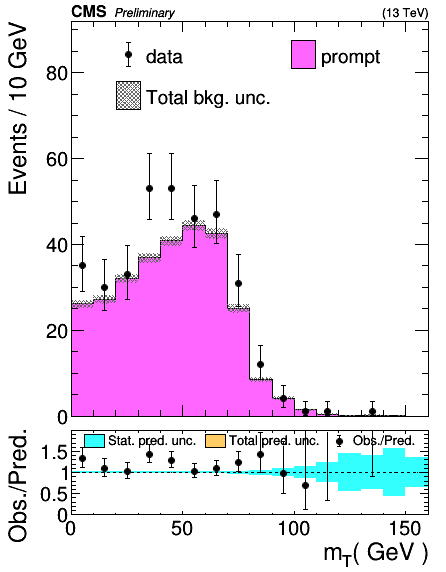 CMS Preliminary (13 TeV)
Events / 10 GeV
80
60
40
20
0
data
prompt
Total bkg. unc.
Obs./Pred.
1.5
1
0.5
0
Stat. pred. unc. Total pred. unc. Obs./Pred.
0 50 100 150
m_T( GeV )